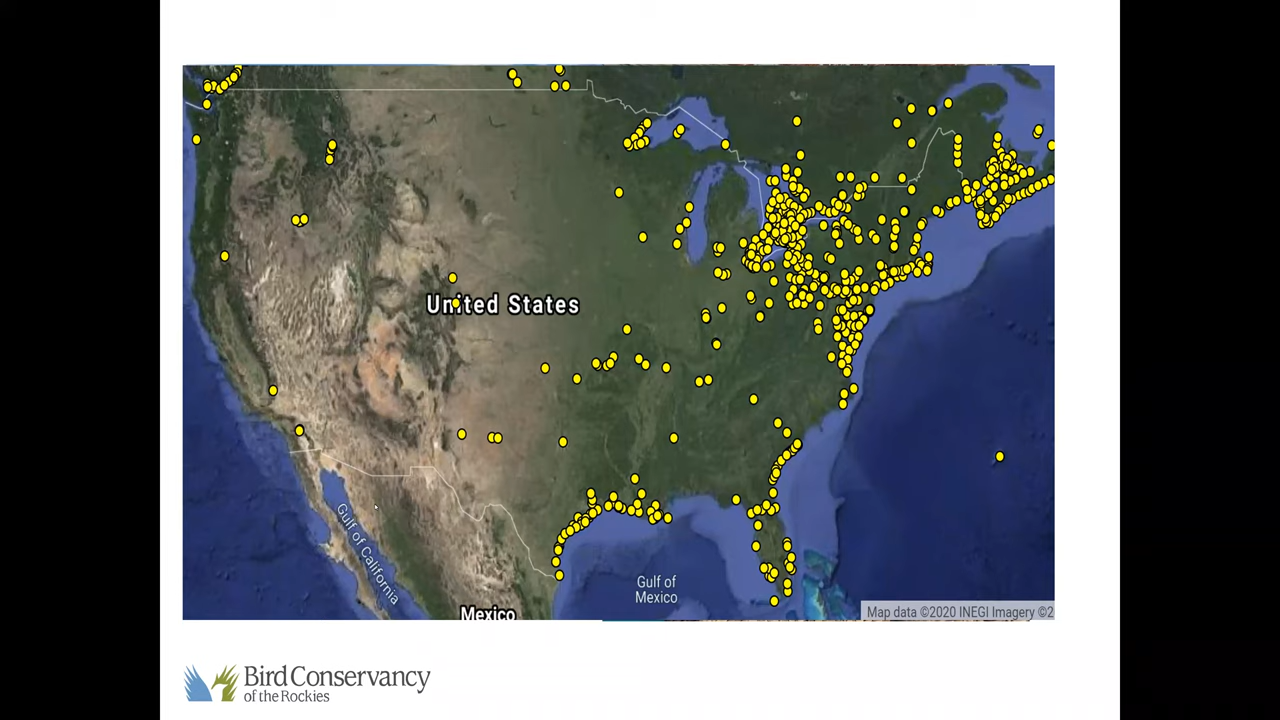 United States
Gulf of California
Gulf of
Mexico
Mexico
Map data ©2020 INEGI Imagery ©2
Bird Conservancy
of the Rockies